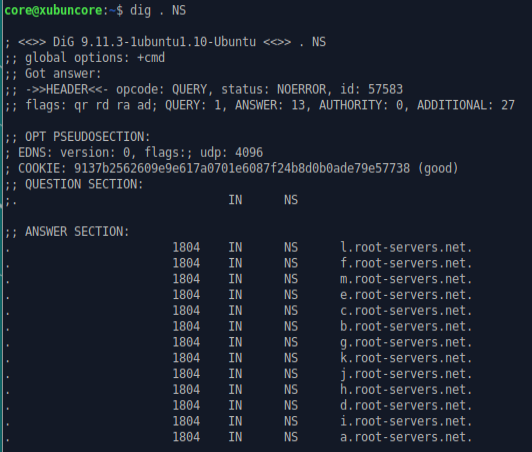 core@xubuncore:~$ dig . NS
; <<>> DiG 9.11.3-1ubuntu1.10-Ubuntu <<>> . NS
;; global options: +cmd
;; Got answer:
;; ->>HEADER<<- opcode: QUERY, status: NOERROR, id: 57583
;; flags: qr rd ra ad; QUERY: 1, ANSWER: 13, AUTHORITY: 0, ADDITIONAL: 27
;; OPT PSEUDOSECTION:
; EDNS: version: 0, flags:; udp: 4096
; COOKIE: 9137b2562609e9e617a0701e6087f24b8d0b0ade79e57738 (good)
;; QUESTION SECTION:
;. IN NS
;; ANSWER SECTION:
. 1804 IN NS l.root-servers.net.
. 1804 IN NS f.root-servers.net.
. 1804 IN NS m.root-servers.net.
. 1804 IN NS e.root-servers.net.
. 1804 IN NS c.root-servers.net.
. 1804 IN NS b.root-servers.net.
. 1804 IN NS g.root-servers.net.
. 1804 IN NS k.root-servers.net.
. 1804 IN NS j.root-servers.net.
. 1804 IN NS h.root-servers.net.
. 1804 IN NS d.root-servers.net.
. 1804 IN NS i.root-servers.net.
. 1804 IN NS a.root-servers.net.